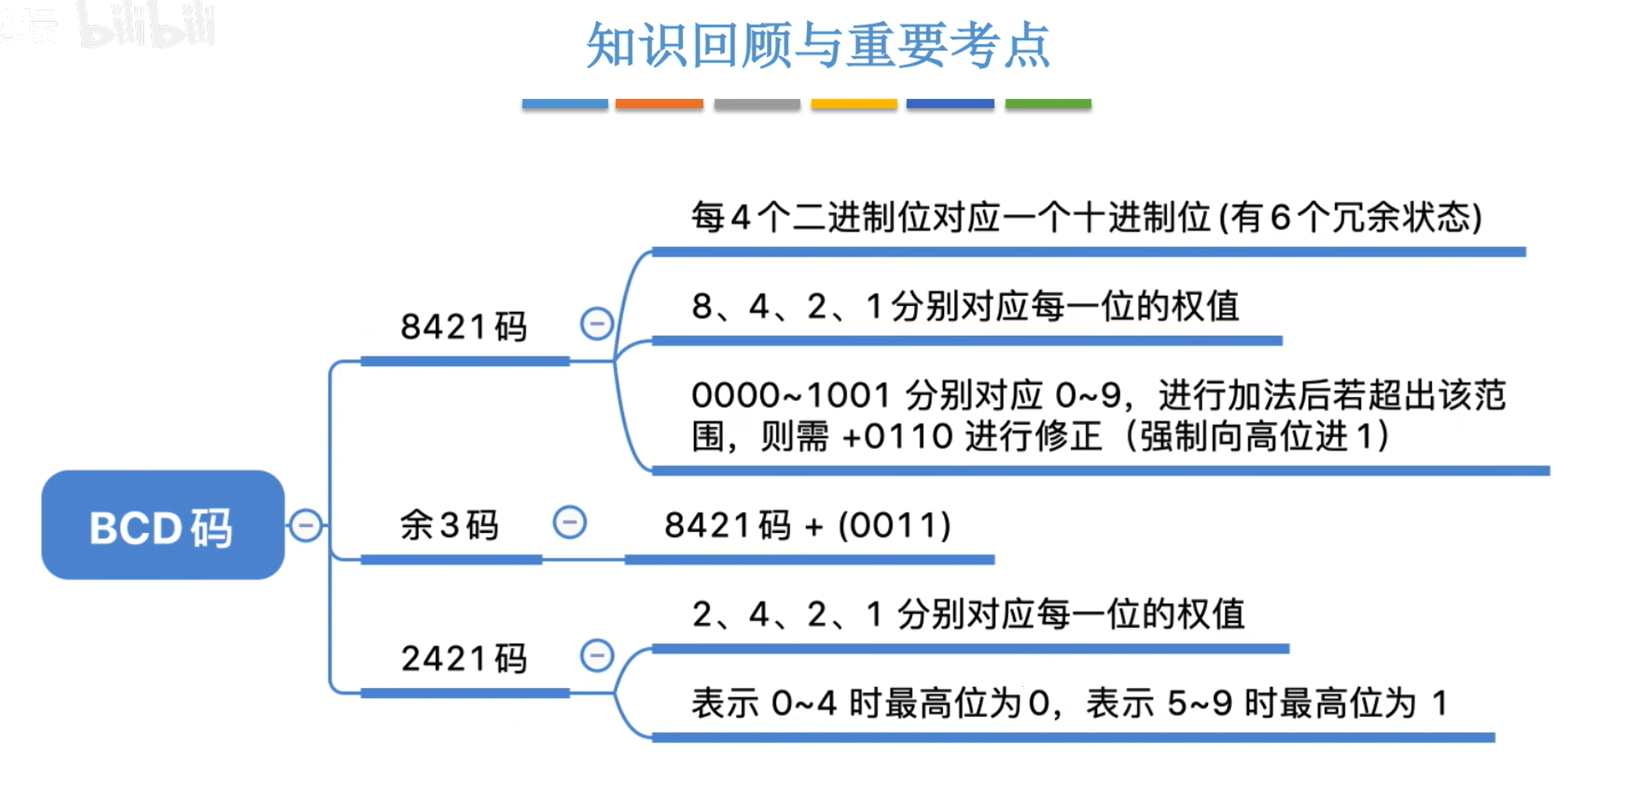 bilibili
知识回顾与重要考点
每4个二进制位对应一个十进制位(有6个冗余状态)
8、4、2、1分别对应每一位的权值
8421码
0000~1001 分别对应 0~9，进行加法后若超出该范
围，则需 +0110 进行修正（强制向高位进1）
BCD码
余3码
8421码 + (0011)
2、4、2、1 分别对应每一位的权值
2421码
表示 0~4 时最高位为0，表示 5~9 时最高位为 1